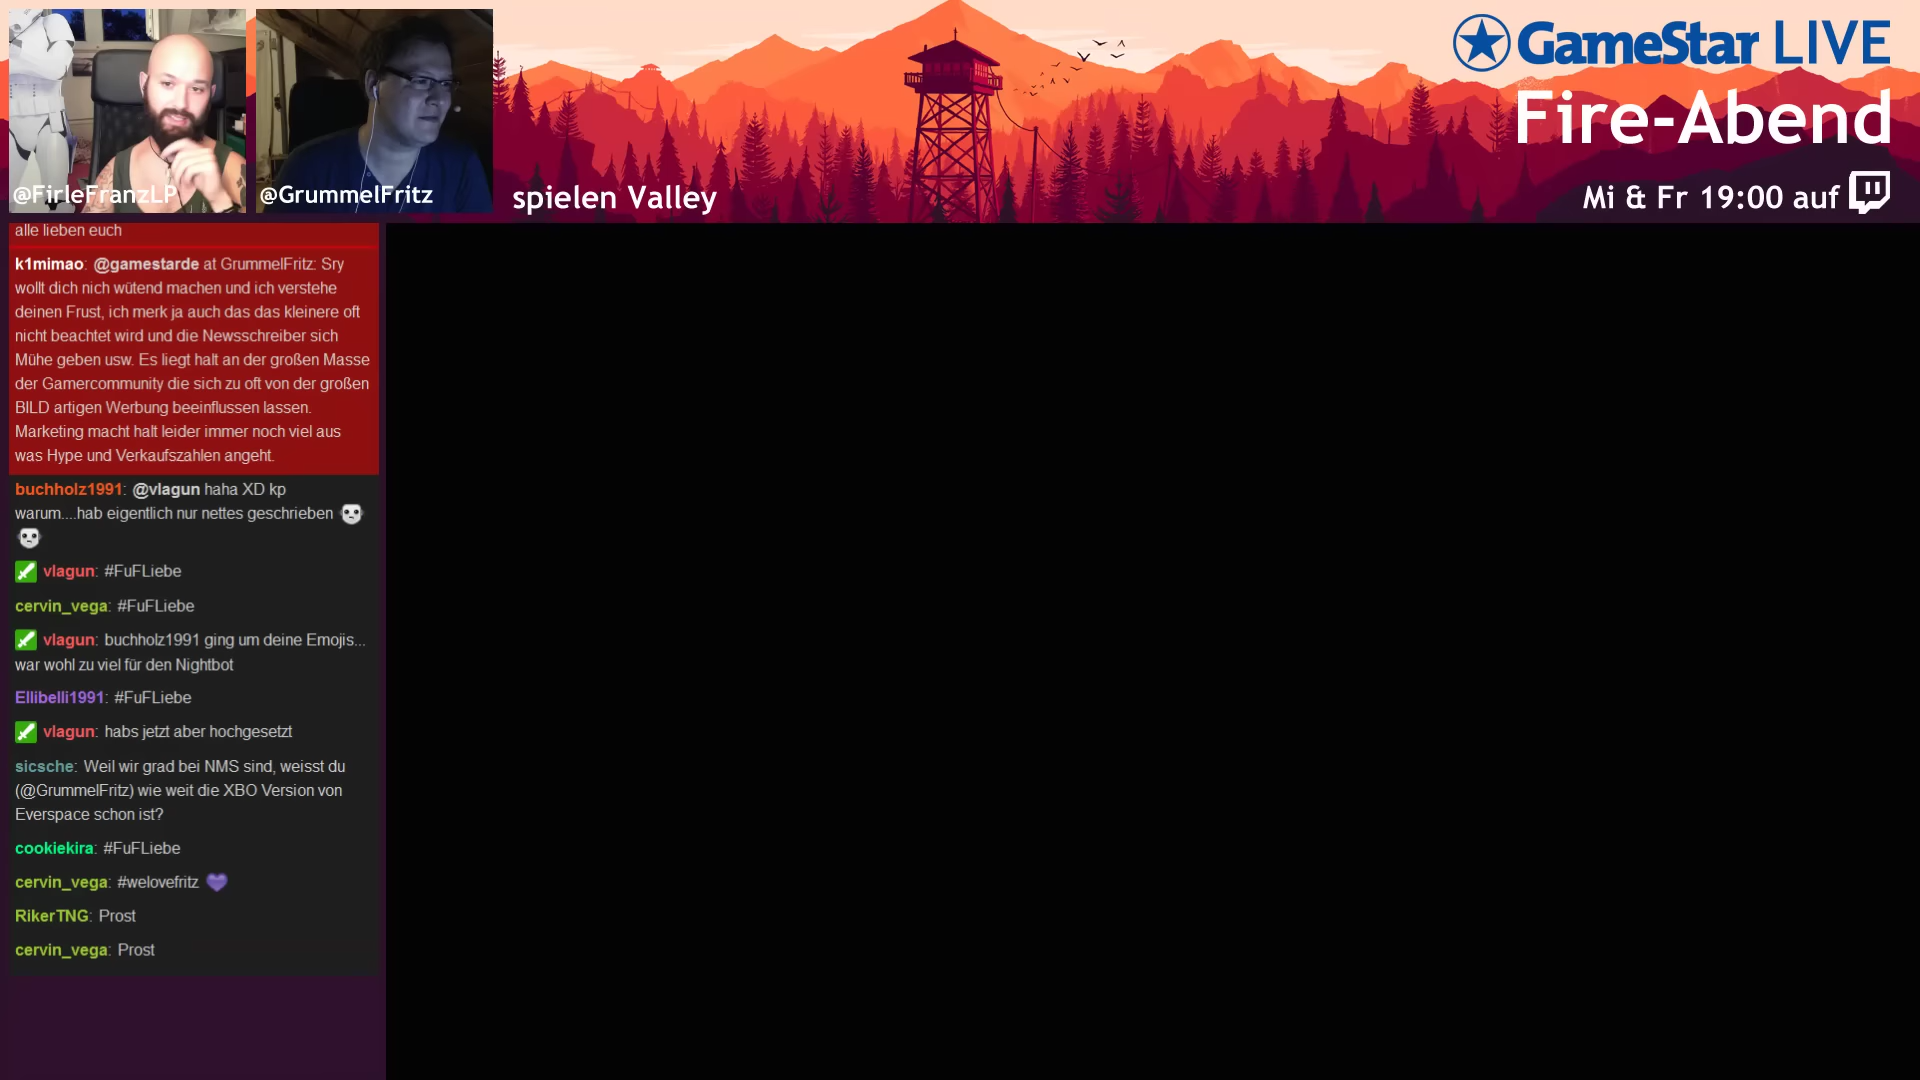 @FirleFranzLP
@GrummelFritz
spielen Valley
GameStar LIVE
Fire-Abend
Mi & Fr 19:00 auf
alle lieben euch
k1mimao: @gamestarde at GrummelFritz: Sry
wollt dich nich wütend machen und ich verstehe
deinen Frust, ich merk ja auch das das kleinere oft
nicht beachtet wird und die Newsschreiber sich
Mühe geben usw. Es liegt halt an der großen Masse
der Gamercommunity die sich zu oft von der großen
BILD artigen Werbung beeinflussen lassen.
Marketing macht halt leider immer noch viel aus
was Hype und Verkaufszahlen angeht.
buchholz1991: @vlagun haha XD kp
warum....hab eigentlich nur nettes geschrieben
vlagun: #FuFLiebe
cervin_vega: #FuFLiebe
vlagun: buchholz1991 ging um deine Emojis...
war wohl zu viel für den Nightbot
Ellibelli1991: #FuFLiebe
vlagun: habs jetzt aber hochgesetzt
sicsche: Weil wir grad bei NMS sind, weisst du
(@GrummelFritz) wie weit die XBO Version von
Everspace schon ist?
cookiekira: #FuFLiebe
cervin_vega: #welovefritz
RikerTNG: Prost
cervin_vega: Prost